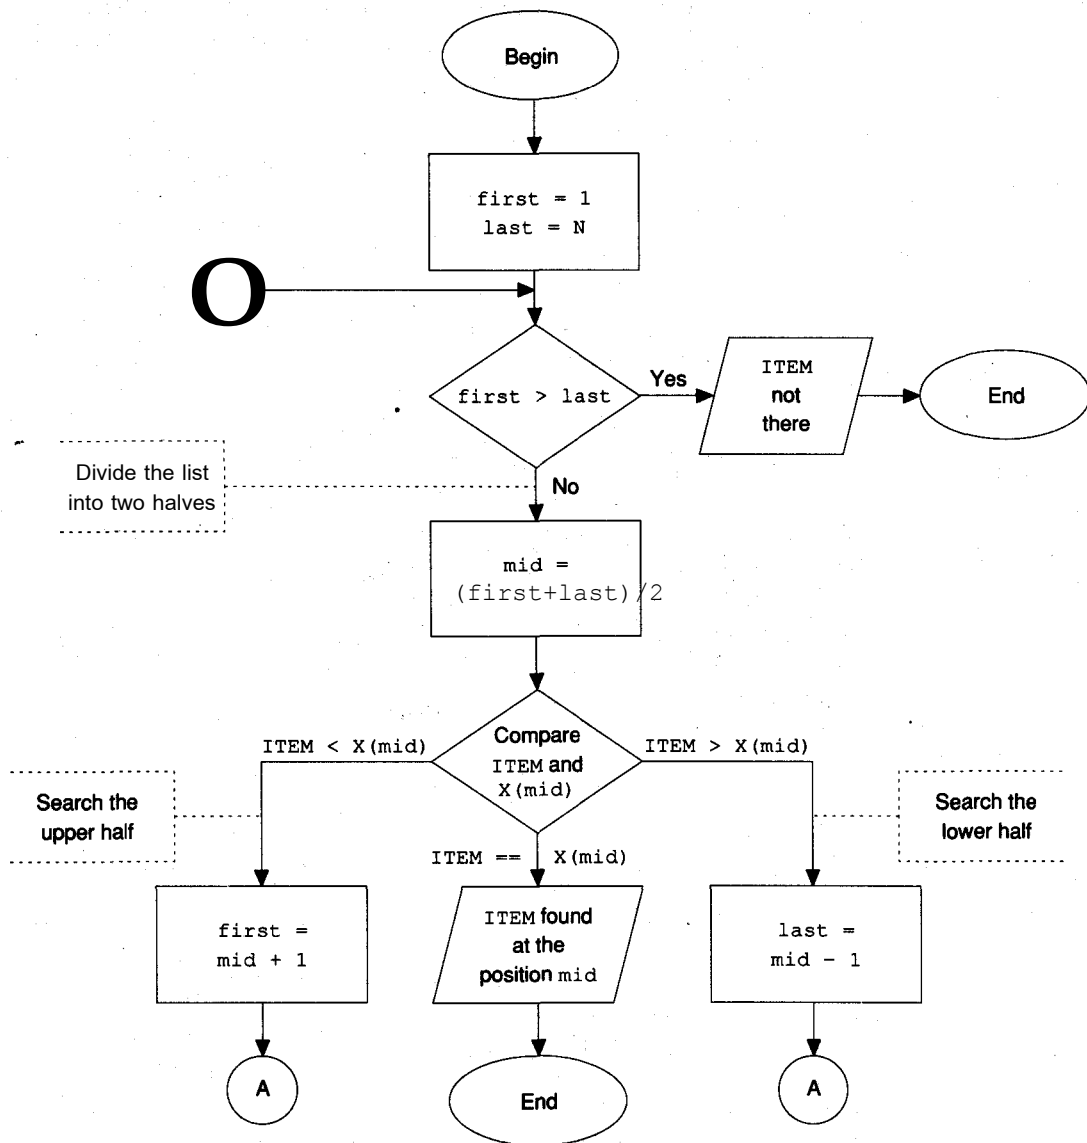 Begin
first = 1
last = N
O
first > last
Yes
ITEM
not
there
End
Divide the list
into two halves
No
mid =
(first+last)/2
ITEM < X(mid)
Compare
ITEM and
X(mid)
ITEM > X(mid)
Search the
upper half
Search the
lower half
ITEM == X(mid)
first =
mid + 1
ITEM found
at the
position mid
last =
mid - 1
A
End
A